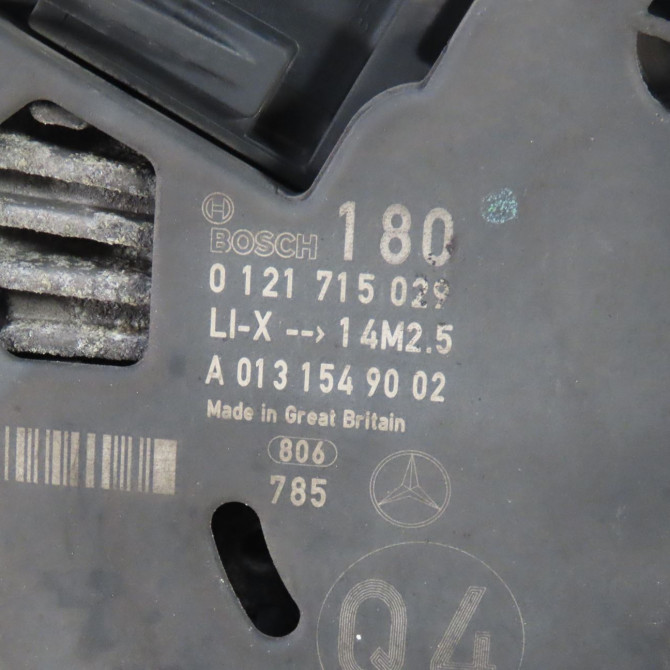 BOSCH 180
0 121 715 029
LI-X --> 14M2.5
A 013 154 90 02
Made in Great Britain
806
785
Q4